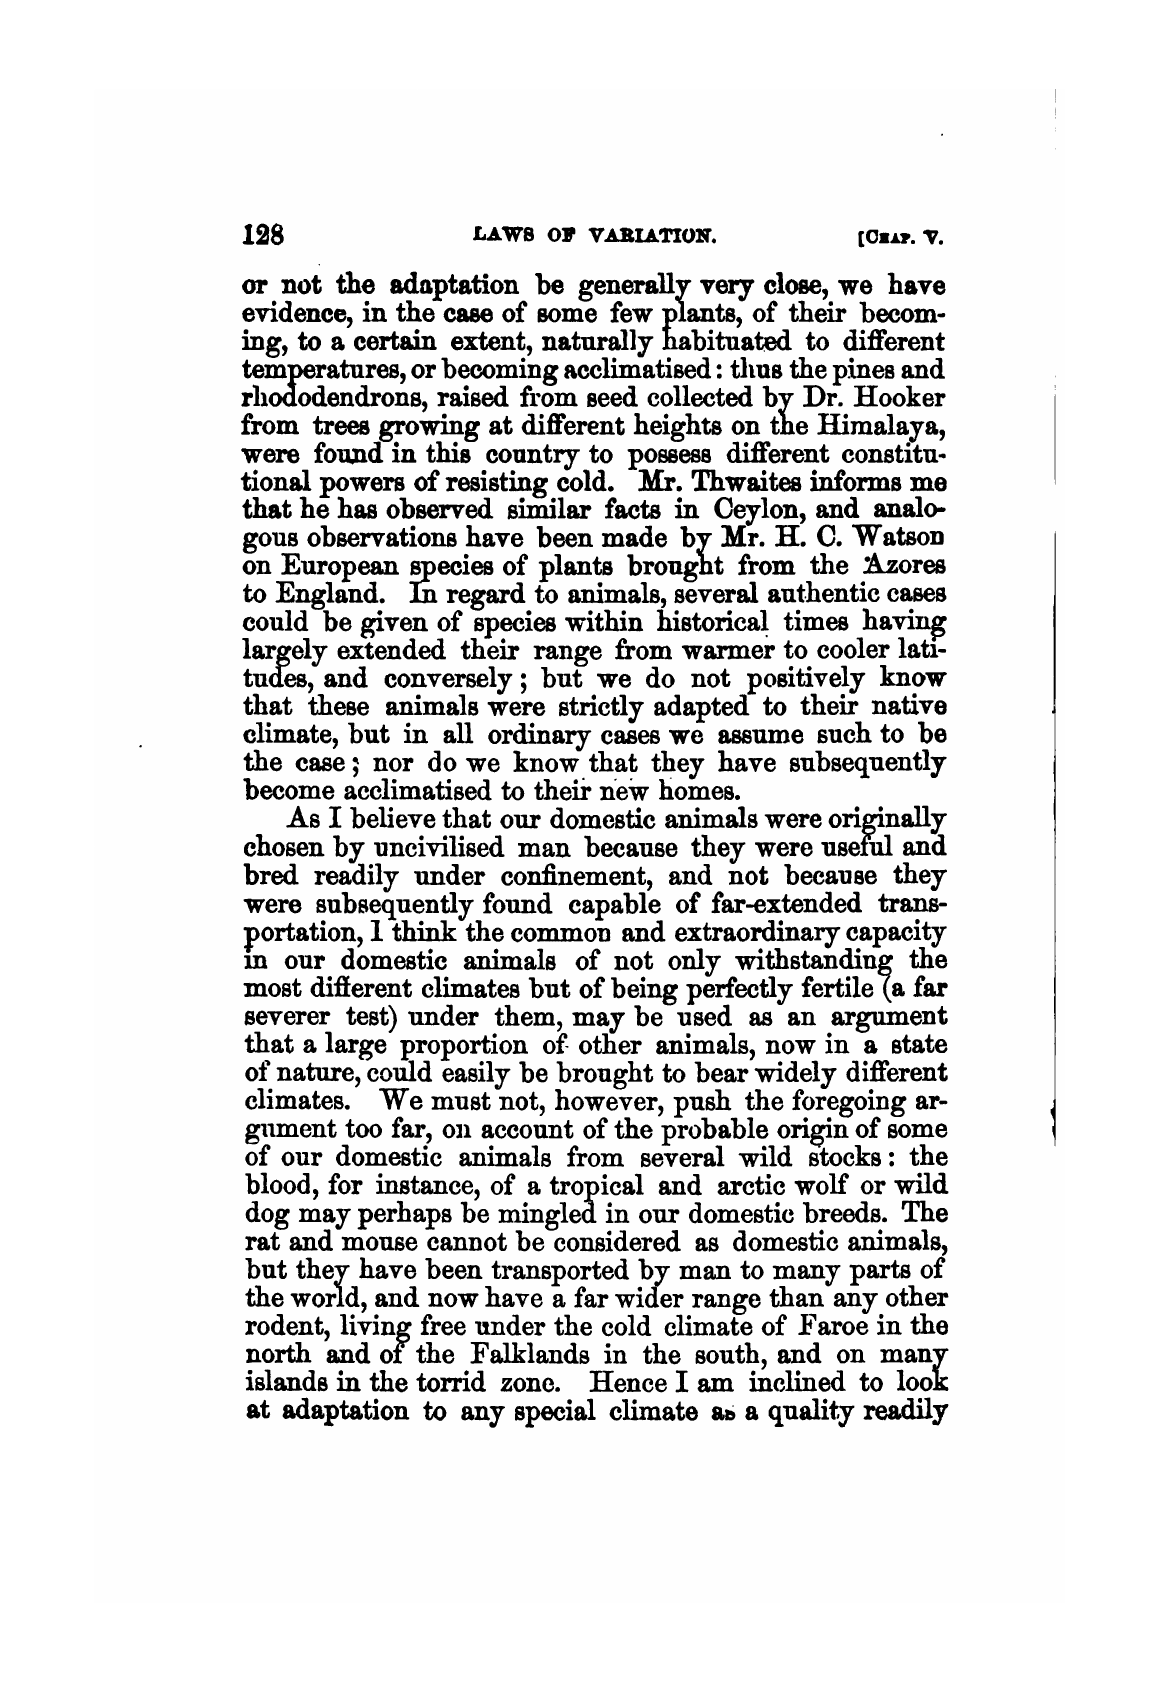 128 LAWS OF VARIATION. [CHAP. V.
or not the adaptation be generally very close, we have
evidence, in the case of some few plants, of their becom-
ing, to a certain extent, naturally habituated to different
temperatures, or becoming acclimatised: thus the pines and
rhododendrons, raised from seed collected by Dr. Hooker
from trees growing at different heights on the Himalaya,
were found in this country to possess different constitu-
tional powers of resisting cold. Mr. Thwaites informs me
that he has observed similar facts in Ceylon, and analo-
gous observations have been made by Mr. H. C. Watson
on European species of plants brought from the Azores
to England. In regard to animals, several authentic cases
could be given of species within historical times having
largely extended their range from warmer to cooler lati-
tudes, and conversely; but we do not positively know
that these animals were strictly adapted to their native
climate, but in all ordinary cases we assume such to be
the case; nor do we know that they have subsequently
become acclimatised to their new homes.
As I believe that our domestic animals were originally
chosen by uncivilised man because they were useful and
bred readily under confinement, and not because they
were subsequently found capable of far-extended trans-
portation, I think the common and extraordinary capacity
in our domestic animals of not only withstanding the
most different climates but of being perfectly fertile (a far
severer test) under them, may be used as an argument
that a large proportion of other animals, now in a state
of nature, could easily be brought to bear widely different
climates. We must not, however, push the foregoing ar-
gument too far, on account of the probable origin of some
of our domestic animals from several wild stocks: the
blood, for instance, of a tropical and arctic wolf or wild
dog may perhaps be mingled in our domestic breeds. The
rat and mouse cannot be considered as domestic animals,
but they have been transported by man to many parts of
the world, and now have a far wider range than any other
rodent, living free under the cold climate of Faroe in the
north and of the Falklands in the south, and on many
islands in the torrid zone. Hence I am inclined to look
at adaptation to any special climate as a quality readily